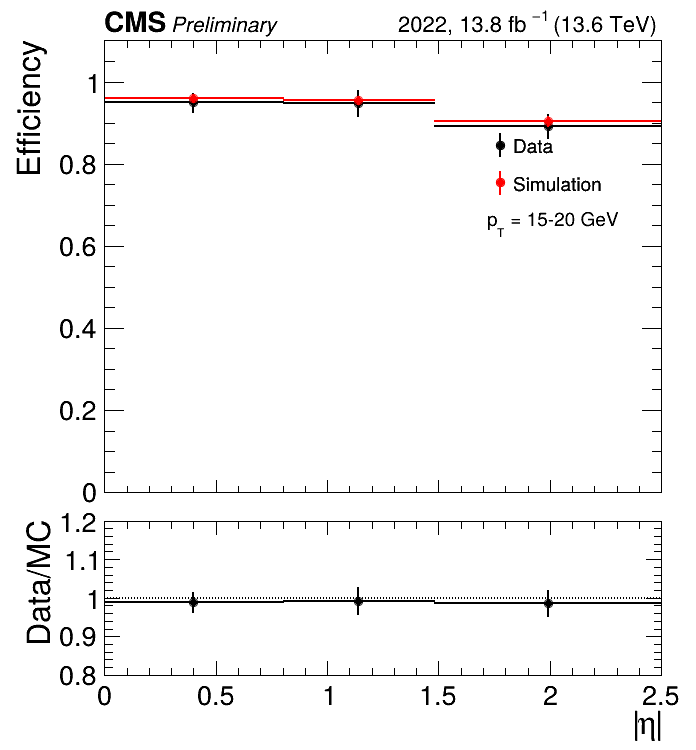 CMS Preliminary 2022, 13.8 fb⁻¹ (13.6 TeV)
Efficiency
1
0.8
0.6
0.4
0.2
0
Data
Simulation
p_T = 15-20 GeV
Data/MC
1.2
1.1
1
0.9
0.8
0 0.5 1 1.5 2 2.5
|η|